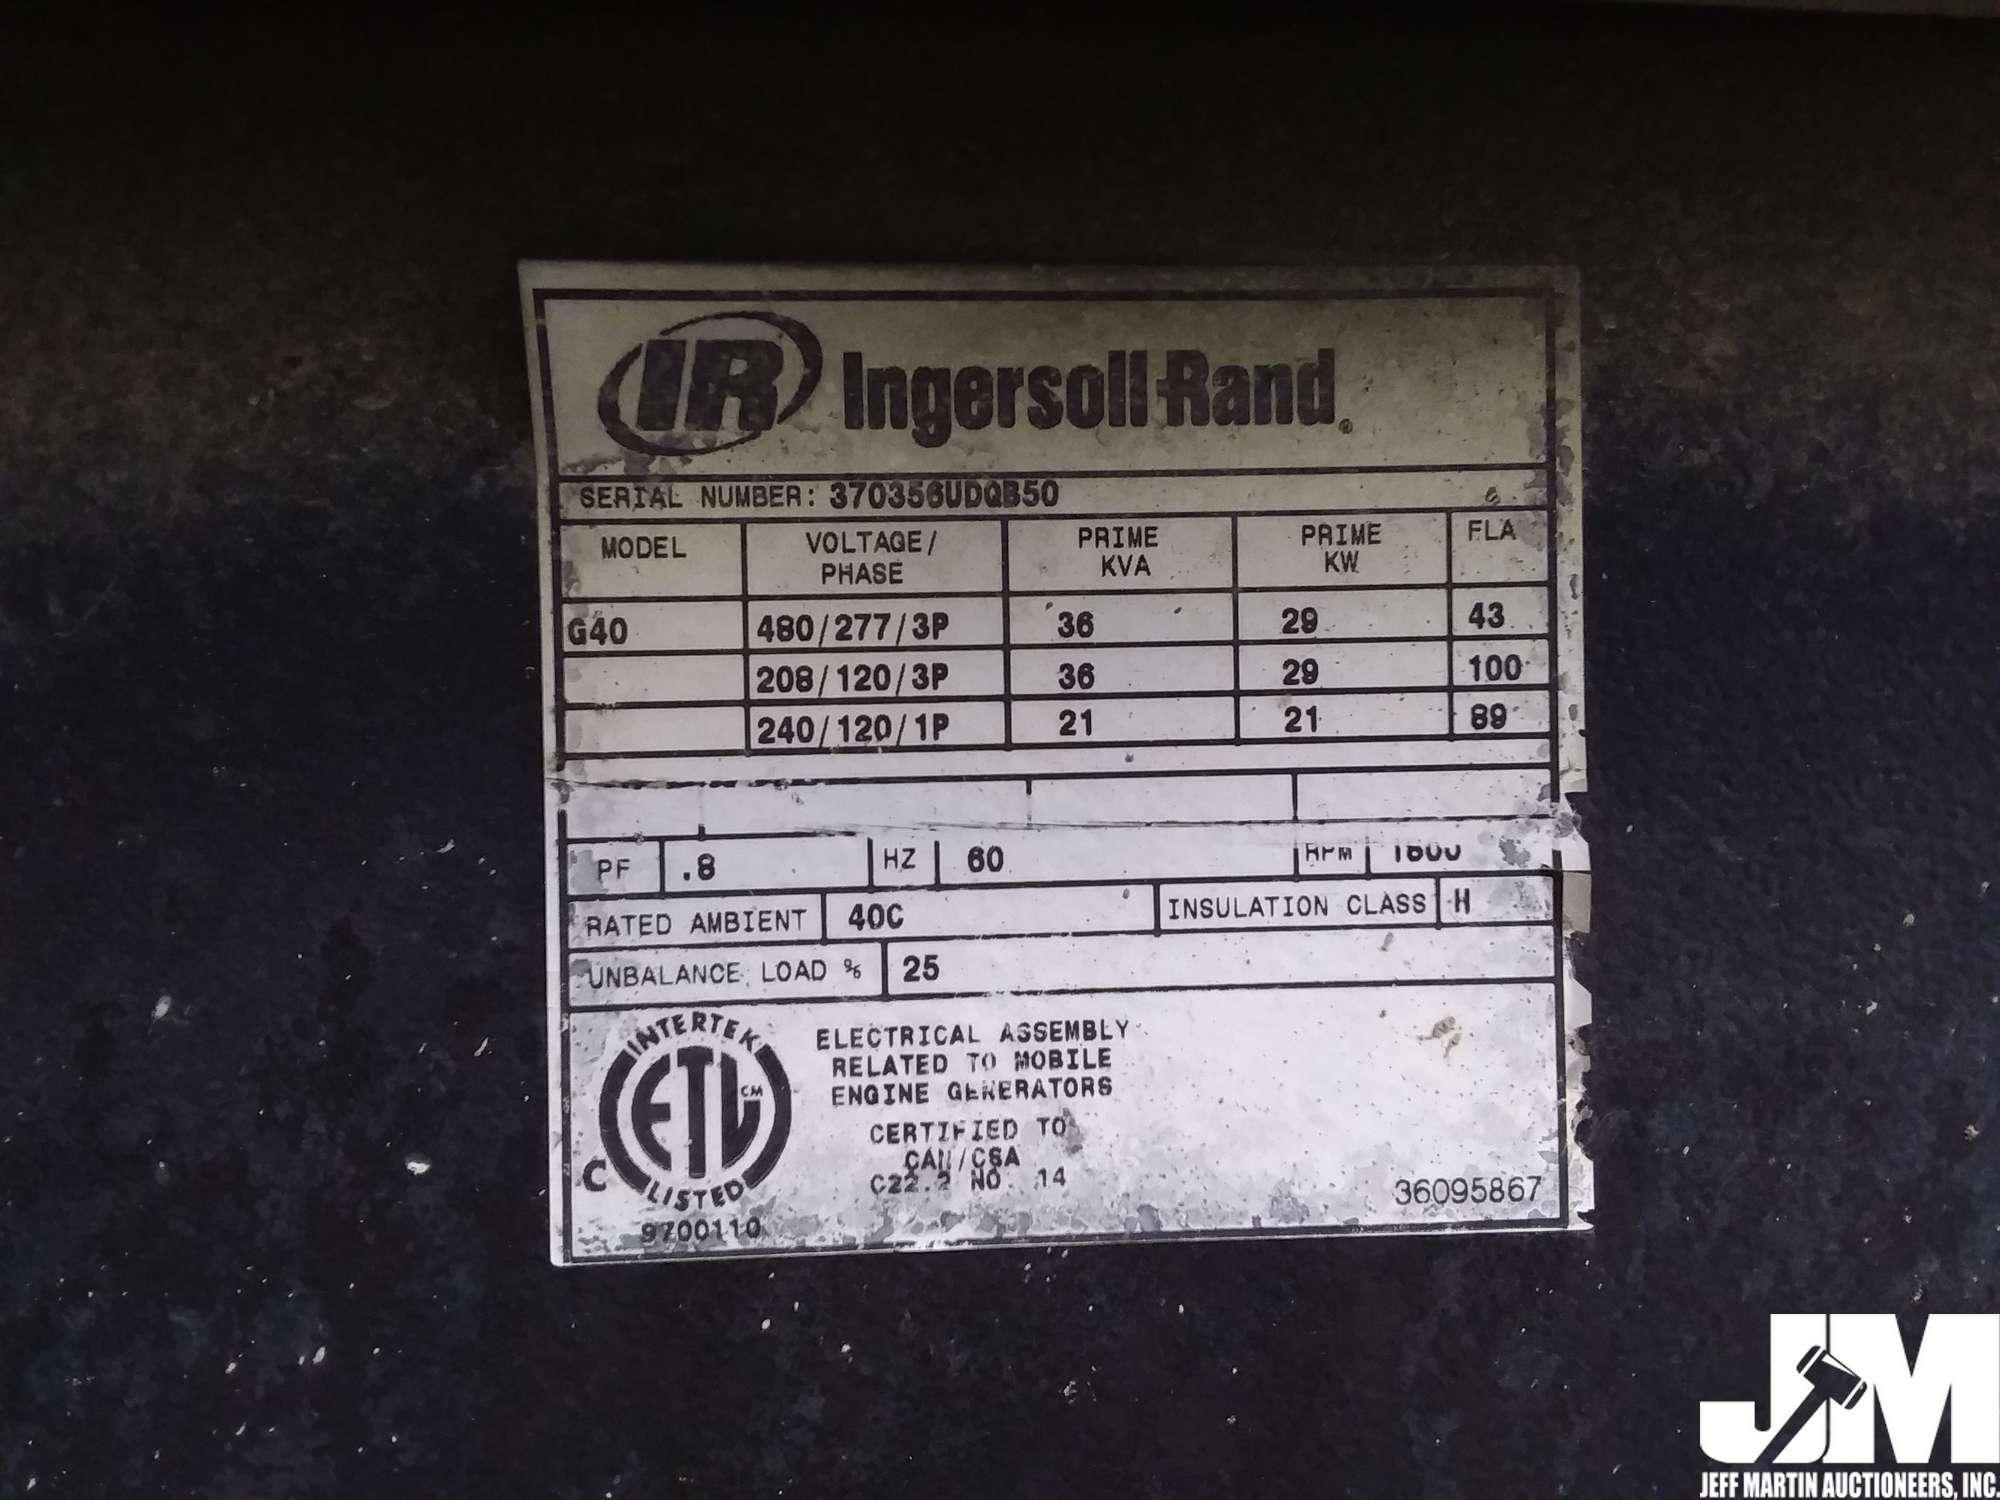 IR Ingersoll-Rand®
SERIAL NUMBER: 370356UDQB50
MODEL VOLTAGE/ PHASE PRIME KVA PRIME KW FLA
G40 480/277/3P 36 29 43
208/120/3P 36 29 100
240/120/1P 21 21 89
PF .8 HZ 60 RPM
RATED AMBIENT 40C INSULATION CLASS H
UNBALANCE LOAD % 25
INTERTEK
ETL CM
LISTED
C
9700110
ELECTRICAL ASSEMBLY
RELATED TO MOBILE
ENGINE GENERATORS
CERTIFIED TO
CAN/CSA
C22.2 NO. 14
36095867
JM
JEFF MARTIN AUCTIONEERS, INC.